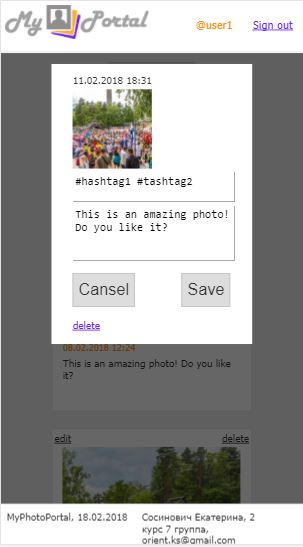 My Portal
@user1 Sign out
11.02.2018 18:31
#hashtag1 #tashtag2
This is an amazing photo!
Do you like it?
Cansel Save
delete
08.02.2018 12:24
This is an amazing photo! Do you like
it?
edit delete
MyPhotoPortal, 18.02.2018
Сосинович Екатерина, 2
курс 7 группа,
orient.ks@gmail.com